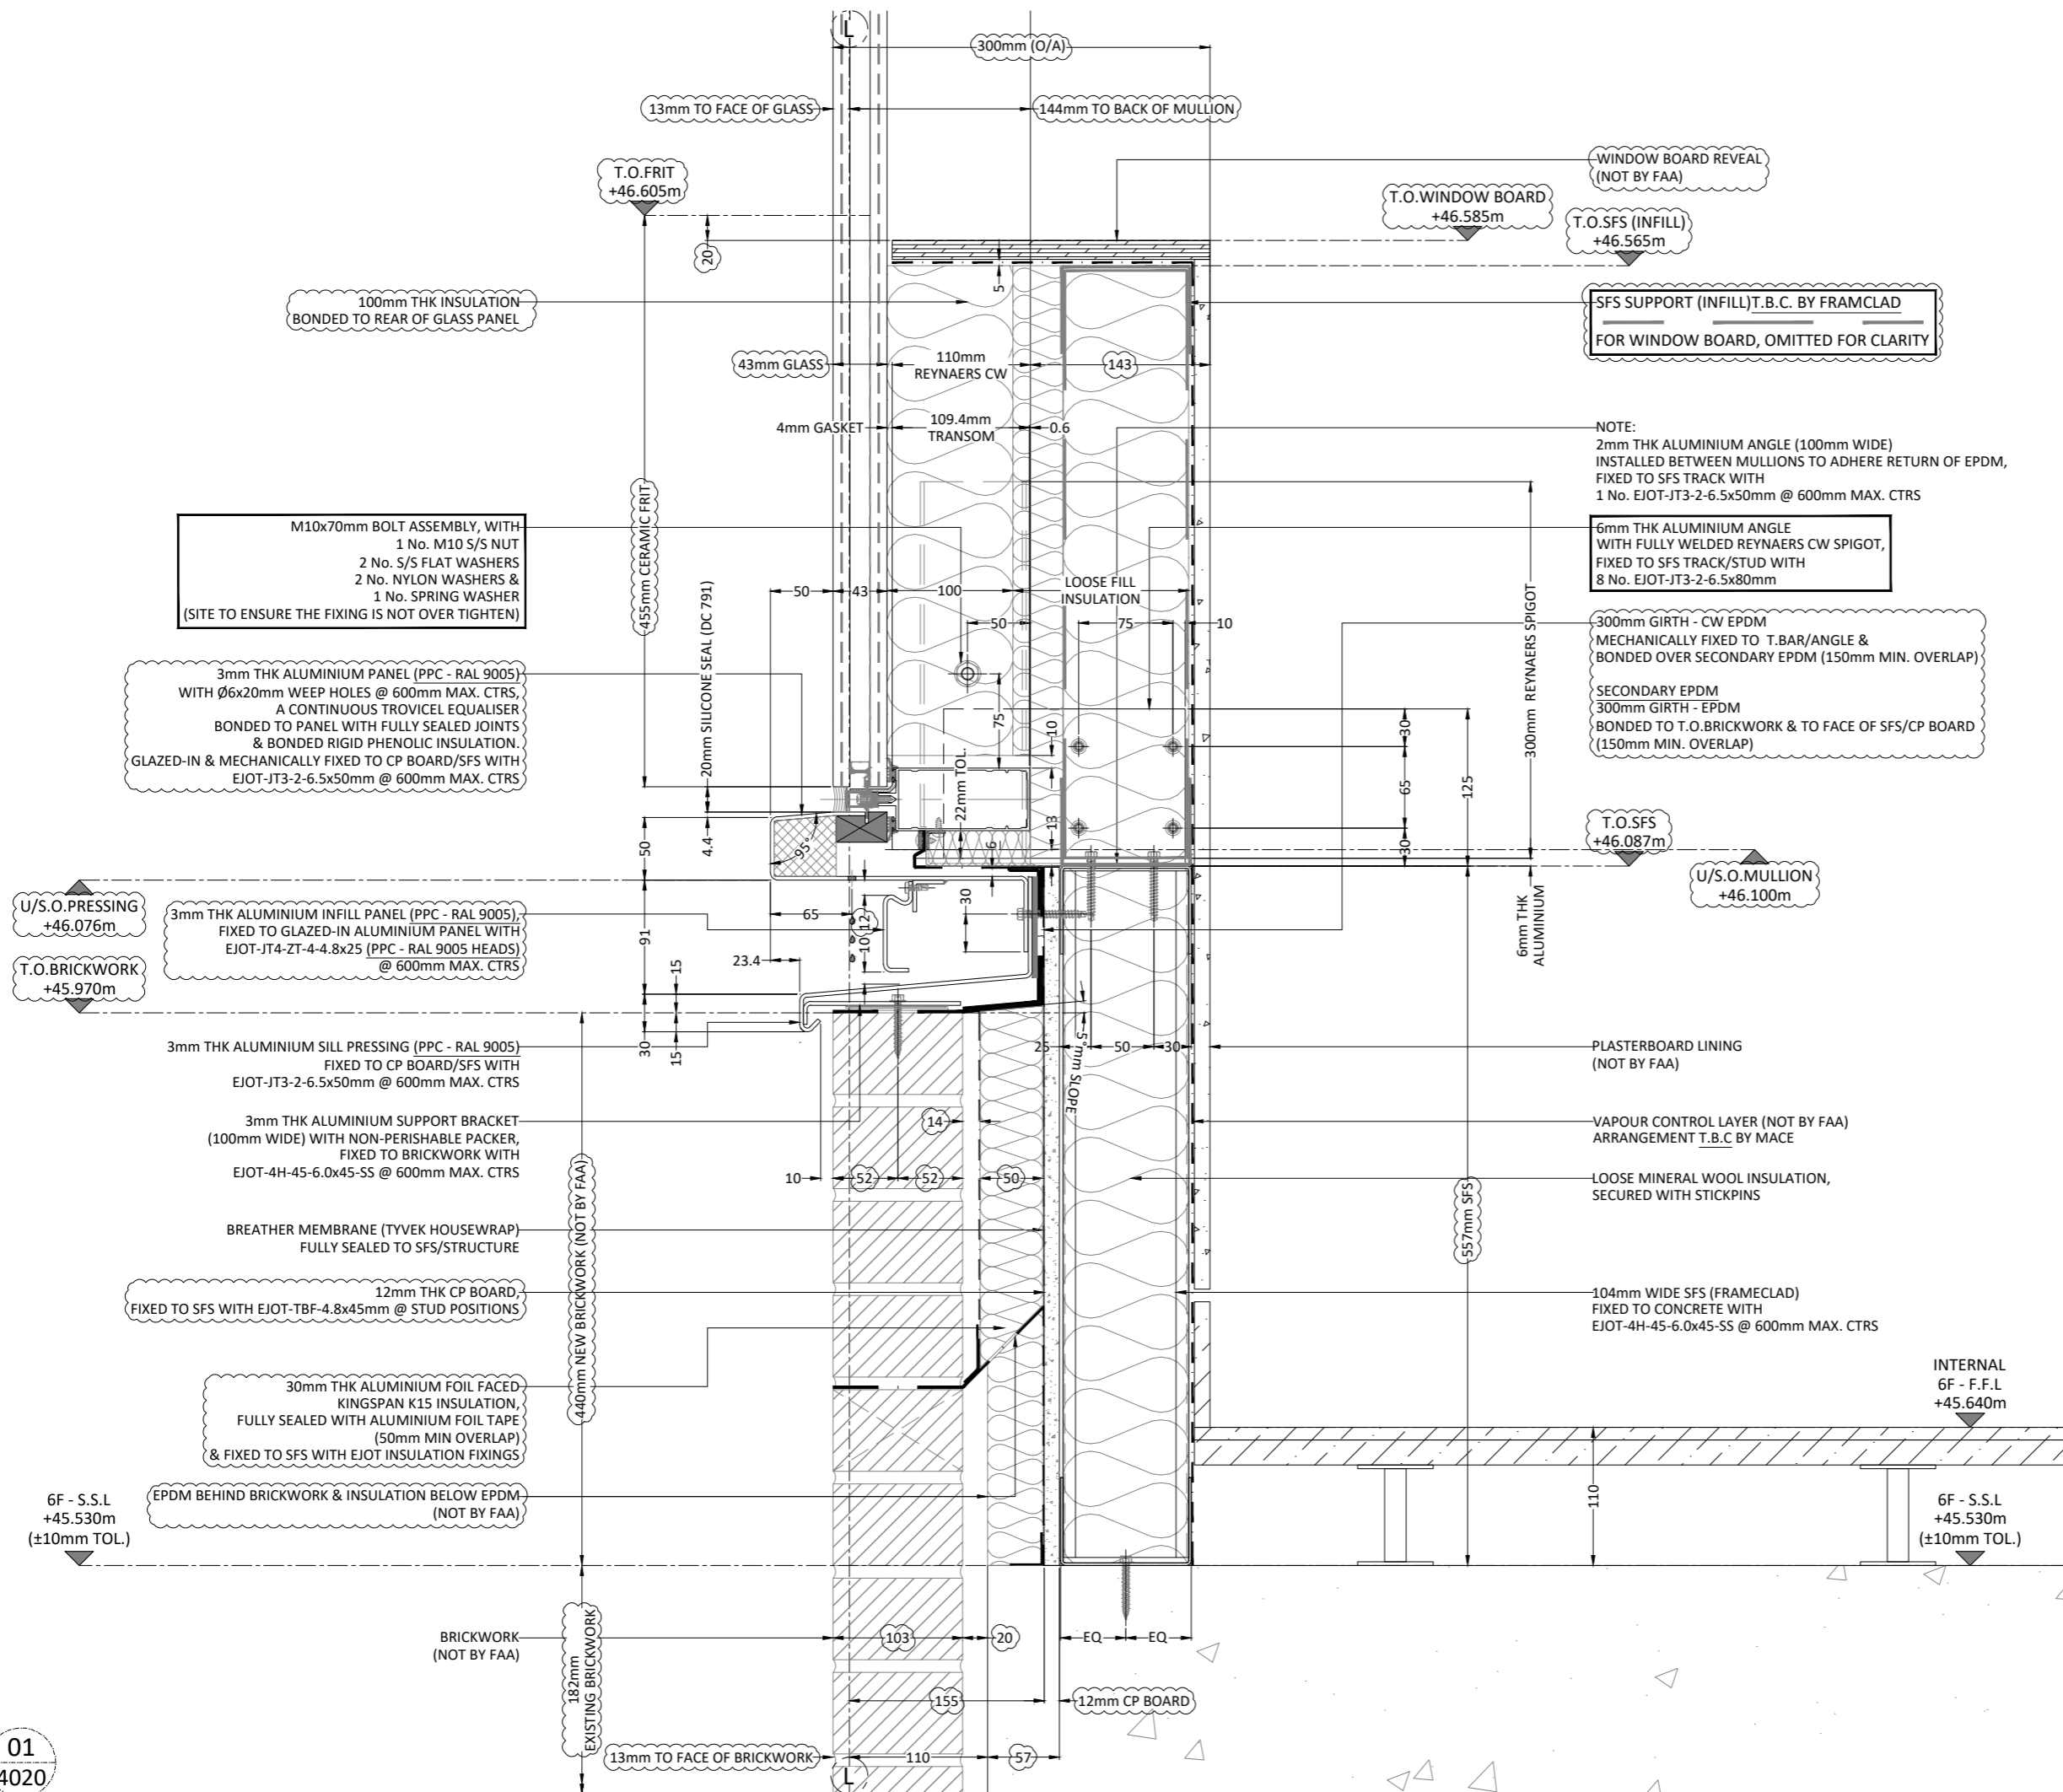 L
300mm (O/A)
13mm TO FACE OF GLASS
144mm TO BACK OF MULLION
T.O.FRIT
+46.605m
WINDOW BOARD REVEAL
(NOT BY FAA)
T.O.WINDOW BOARD
+46.585m
T.O.SFS (INFILL)
+46.565m
20
5
100mm THK INSULATION
BONDED TO REAR OF GLASS PANEL
SFS SUPPORT (INFILL) T.B.C. BY FRAMCLAD
FOR WINDOW BOARD, OMITTED FOR CLARITY
43mm GLASS
110mm
REYNAERS CW
143
4mm GASKET
109.4mm
TRANSOM
0.6
NOTE:
2mm THK ALUMINIUM ANGLE (100mm WIDE)
INSTALLED BETWEEN MULLIONS TO ADHERE RETURN OF EPDM,
FIXED TO SFS TRACK WITH
1 No. EJOT-JT3-2-6.5x50mm @ 600mm MAX. CTRS
455mm CERAMIC FRIT
M10x70mm BOLT ASSEMBLY, WITH
1 No. M10 S/S NUT
2 No. S/S FLAT WASHERS
2 No. NYLON WASHERS &
1 No. SPRING WASHER
(SITE TO ENSURE THE FIXING IS NOT OVER TIGHTEN)
6mm THK ALUMINIUM ANGLE
WITH FULLY WELDED REYNAERS CW SPIGOT,
FIXED TO SFS TRACK/STUD WITH
8 No. EJOT-JT3-2-6.5x80mm
50
43
100
LOOSE FILL
INSULATION
50
75
10
300mm REYNAERS SPIGOT
300mm GIRTH - CW EPDM
MECHANICALLY FIXED TO T.BAR/ANGLE &
BONDED OVER SECONDARY EPDM (150mm MIN. OVERLAP)
SECONDARY EPDM
300mm GIRTH - EPDM
BONDED TO T.O.BRICKWORK & TO FACE OF SFS/CP BOARD
(150mm MIN. OVERLAP)
3mm THK ALUMINIUM PANEL (PPC - RAL 9005)
WITH Ø6x20mm WEEP HOLES @ 600mm MAX. CTRS,
A CONTINUOUS TROVICEL EQUALISER
BONDED TO PANEL WITH FULLY SEALED JOINTS
& BONDED RIGID PHENOLIC INSULATION.
GLAZED-IN & MECHANICALLY FIXED TO CP BOARD/SFS WITH
EJOT-JT3-2-6.5x50mm @ 600mm MAX. CTRS
20mm SILICONE SEAL (DC 791)
75
10
22mm TOL.
13
6
30
65
30
125
4.4
95°
50
T.O.SFS
+46.087m
U/S.O.MULLION
+46.100m
6mm THK
ALUMINIUM
U/S.O.PRESSING
+46.076m
3mm THK ALUMINIUM INFILL PANEL (PPC - RAL 9005),
FIXED TO GLAZED-IN ALUMINIUM PANEL WITH
EJOT-JT4-ZT-4-4.8x25 (PPC - RAL 9005 HEADS)
@ 600mm MAX. CTRS
91
65
12
10
30
23.4
15
T.O.BRICKWORK
+45.970m
30
15
3mm THK ALUMINIUM SILL PRESSING (PPC - RAL 9005)
FIXED TO CP BOARD/SFS WITH
EJOT-JT3-2-6.5x50mm @ 600mm MAX. CTRS
25
50
30
5°mm SLOPE
PLASTERBOARD LINING
(NOT BY FAA)
3mm THK ALUMINIUM SUPPORT BRACKET
(100mm WIDE) WITH NON-PERISHABLE PACKER,
FIXED TO BRICKWORK WITH
EJOT-4H-45-6.0x45-SS @ 600mm MAX. CTRS
14
10
52
52
50
VAPOUR CONTROL LAYER (NOT BY FAA)
ARRANGEMENT T.B.C BY MACE
LOOSE MINERAL WOOL INSULATION,
SECURED WITH STICKPINS
557mm SFS
440mm NEW BRICKWORK (NOT BY FAA)
BREATHER MEMBRANE (TYVEK HOUSEWRAP)
FULLY SEALED TO SFS/STRUCTURE
12mm THK CP BOARD,
FIXED TO SFS WITH EJOT-TBF-4.8x45mm @ STUD POSITIONS
104mm WIDE SFS (FRAMECLAD)
FIXED TO CONCRETE WITH
EJOT-4H-45-6.0x45-SS @ 600mm MAX. CTRS
30mm THK ALUMINIUM FOIL FACED
KINGSPAN K15 INSULATION,
FULLY SEALED WITH ALUMINIUM FOIL TAPE
(50mm MIN OVERLAP)
& FIXED TO SFS WITH EJOT INSULATION FIXINGS
INTERNAL
6F - F.F.L
+45.640m
EPDM BEHIND BRICKWORK & INSULATION BELOW EPDM
(NOT BY FAA)
6F - S.S.L
+45.530m
(±10mm TOL.)
110
6F - S.S.L
+45.530m
(±10mm TOL.)
BRICKWORK
(NOT BY FAA)
182mm
EXISTING BRICKWORK
103
20
EQ
EQ
155
12mm CP BOARD
13mm TO FACE OF BRICKWORK
110
57
L
01
4020